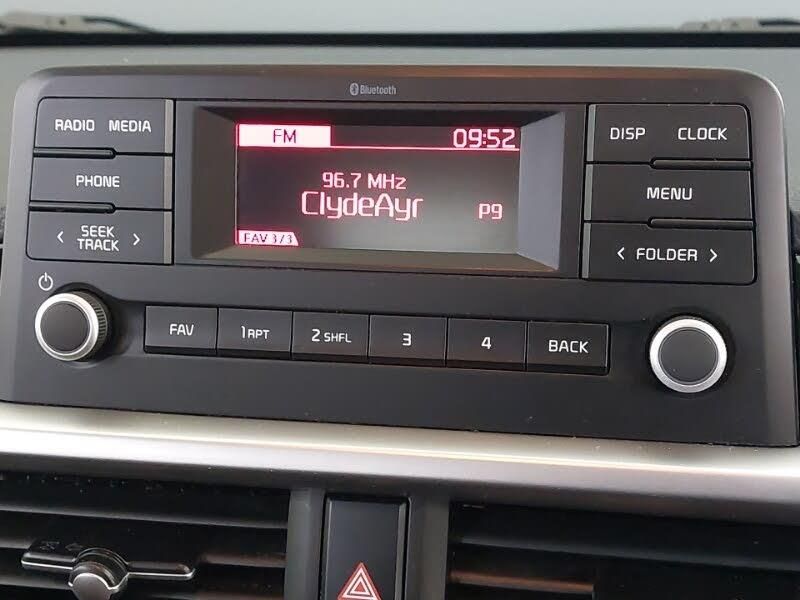 Bluetooth
RADIO MEDIA
FM 09:52
DISP CLOCK
PHONE
96.7 MHz
ClydeAyr P9
MENU
< SEEK TRACK >
FAV 3/3
< FOLDER >
FAV
1 RPT
2 SHFL
3
4
BACK